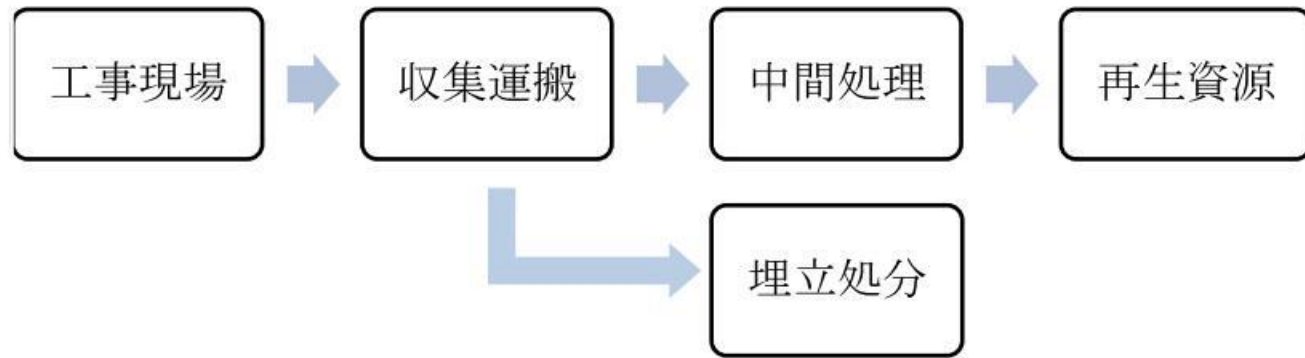 工事現場
収集運搬
中間処理
再生資源
埋立処分